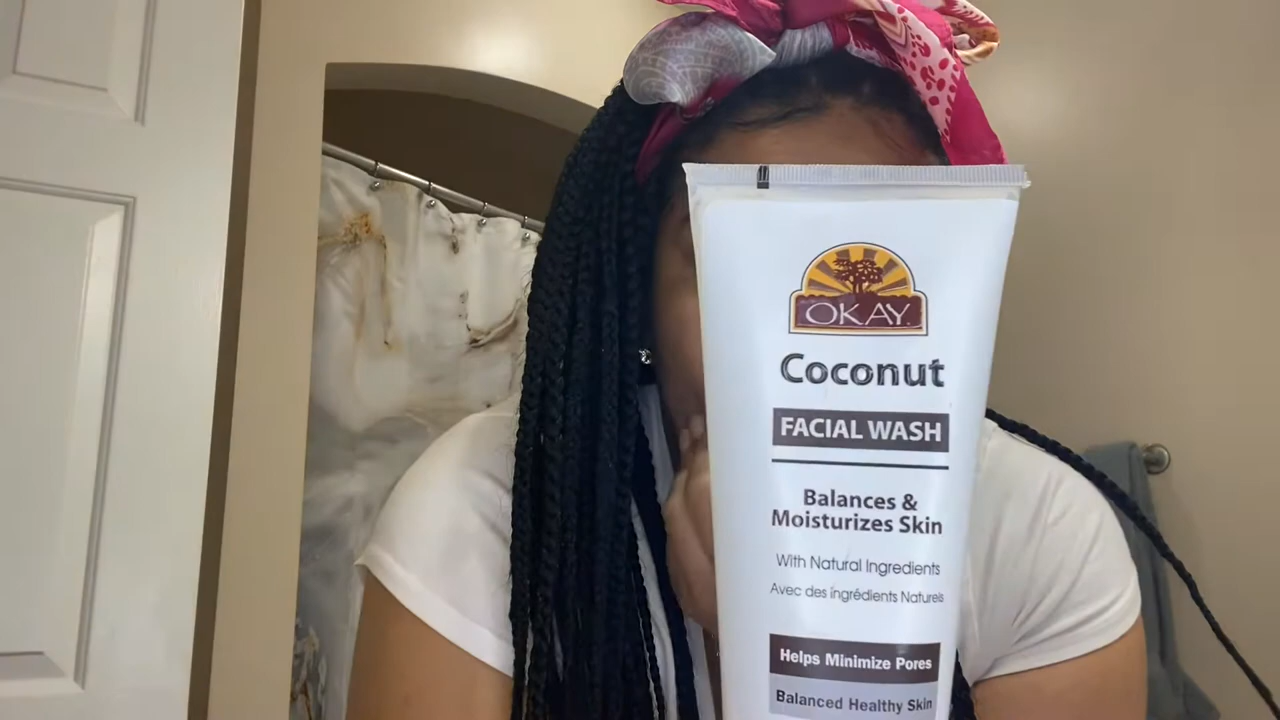 OKAY.
Coconut
FACIAL WASH
Balances &
Moisturizes Skin
With Natural Ingredients
Avec des ingrédients Naturels
Helps Minimize Pores
Balanced Healthy Skin